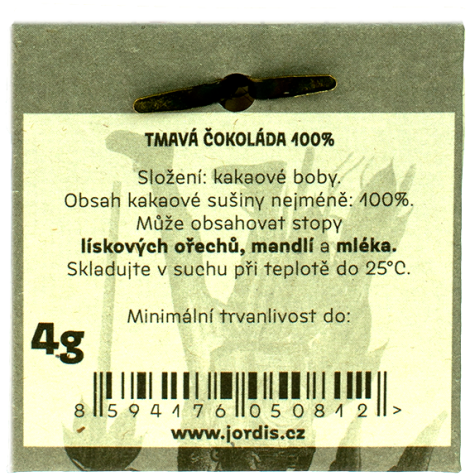 TMAVÁ ČOKOLÁDA 100%
Složení: kakaové boby.
Obsah kakaové sušiny nejméně: 100%.
Může obsahovat stopy
lískových ořechů, mandlí a mléka.
Skladujte v suchu při teplotě do 25°C.
Minimální trvanlivost do:
4g
8 594176 050812 >
www.jordis.cz